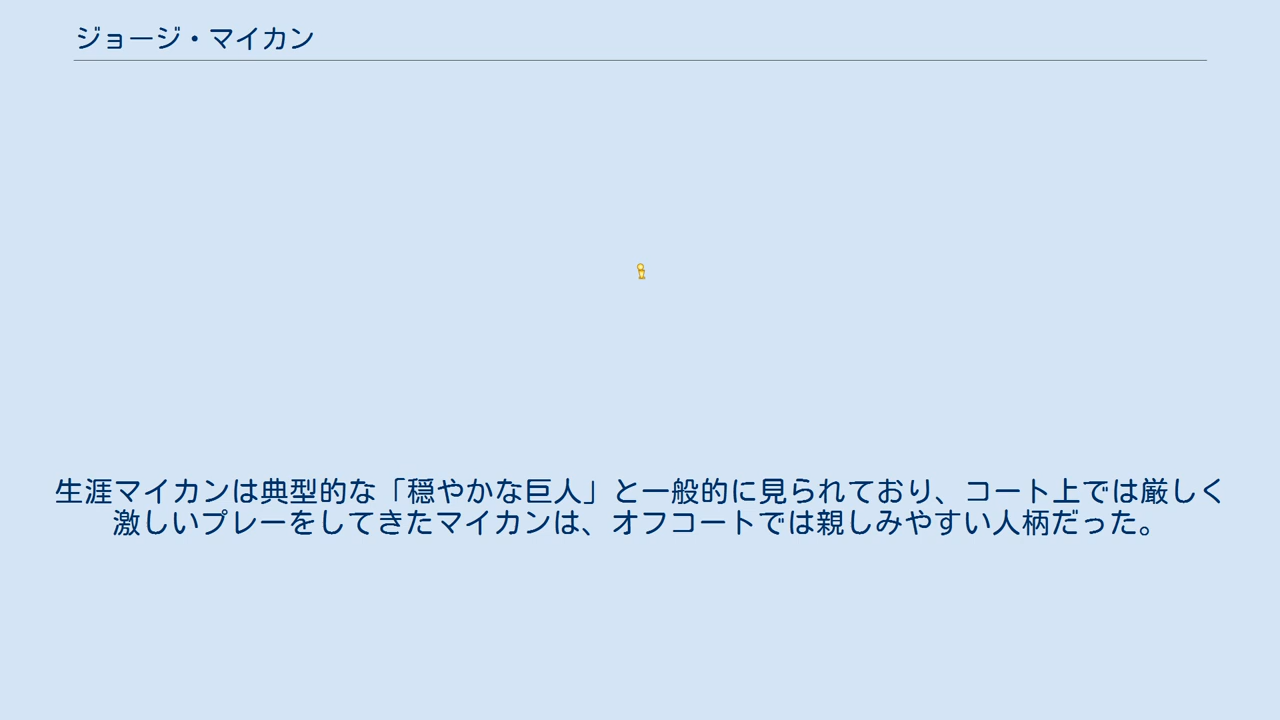 ジョージ・マイカン
生涯マイカンは典型的な「穏やかな巨人」と一般的に見られており、コート上では厳しく
激しいプレーをしてきたマイカンは、オフコートでは親しみやすい人柄だった。